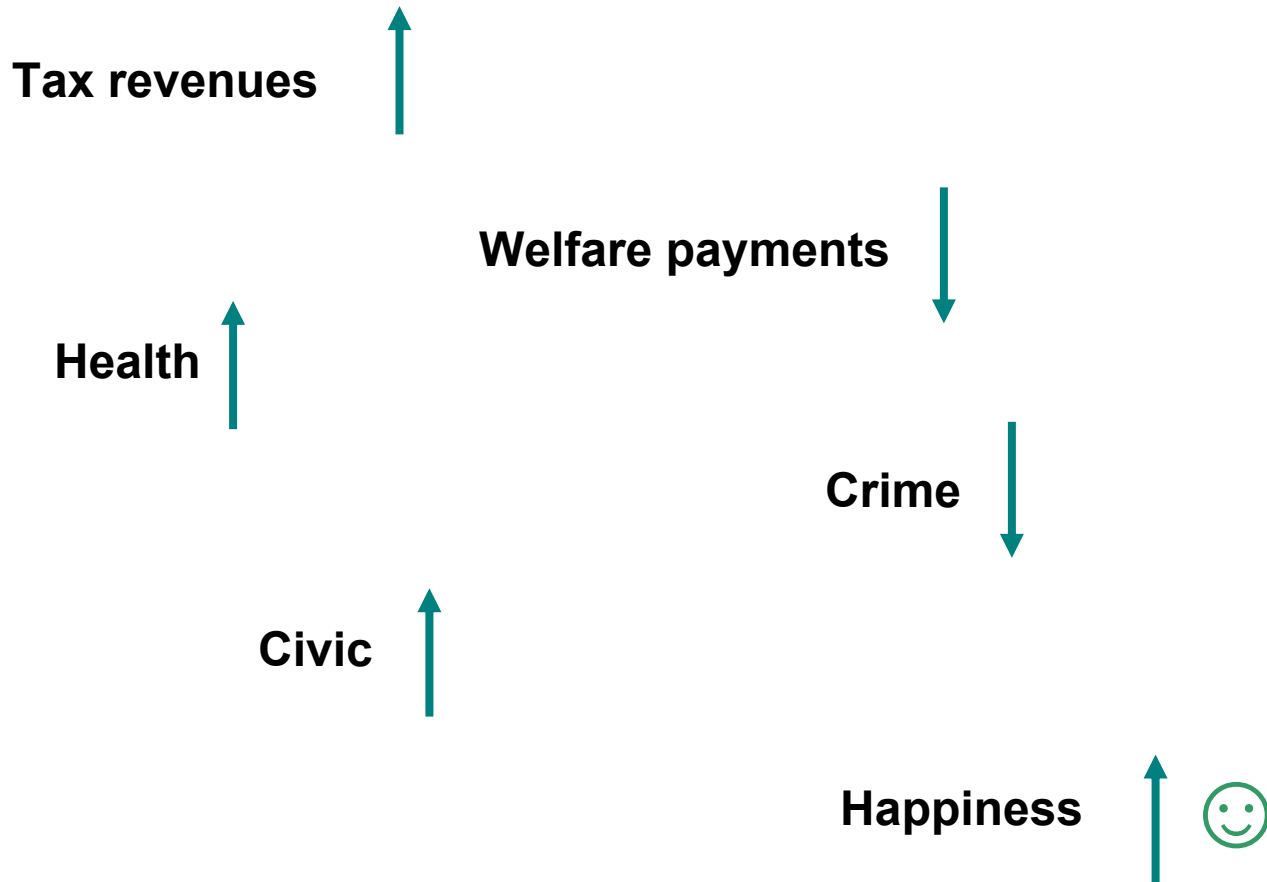 Tax revenues
Welfare payments
Health
Crime
Civic
Happiness